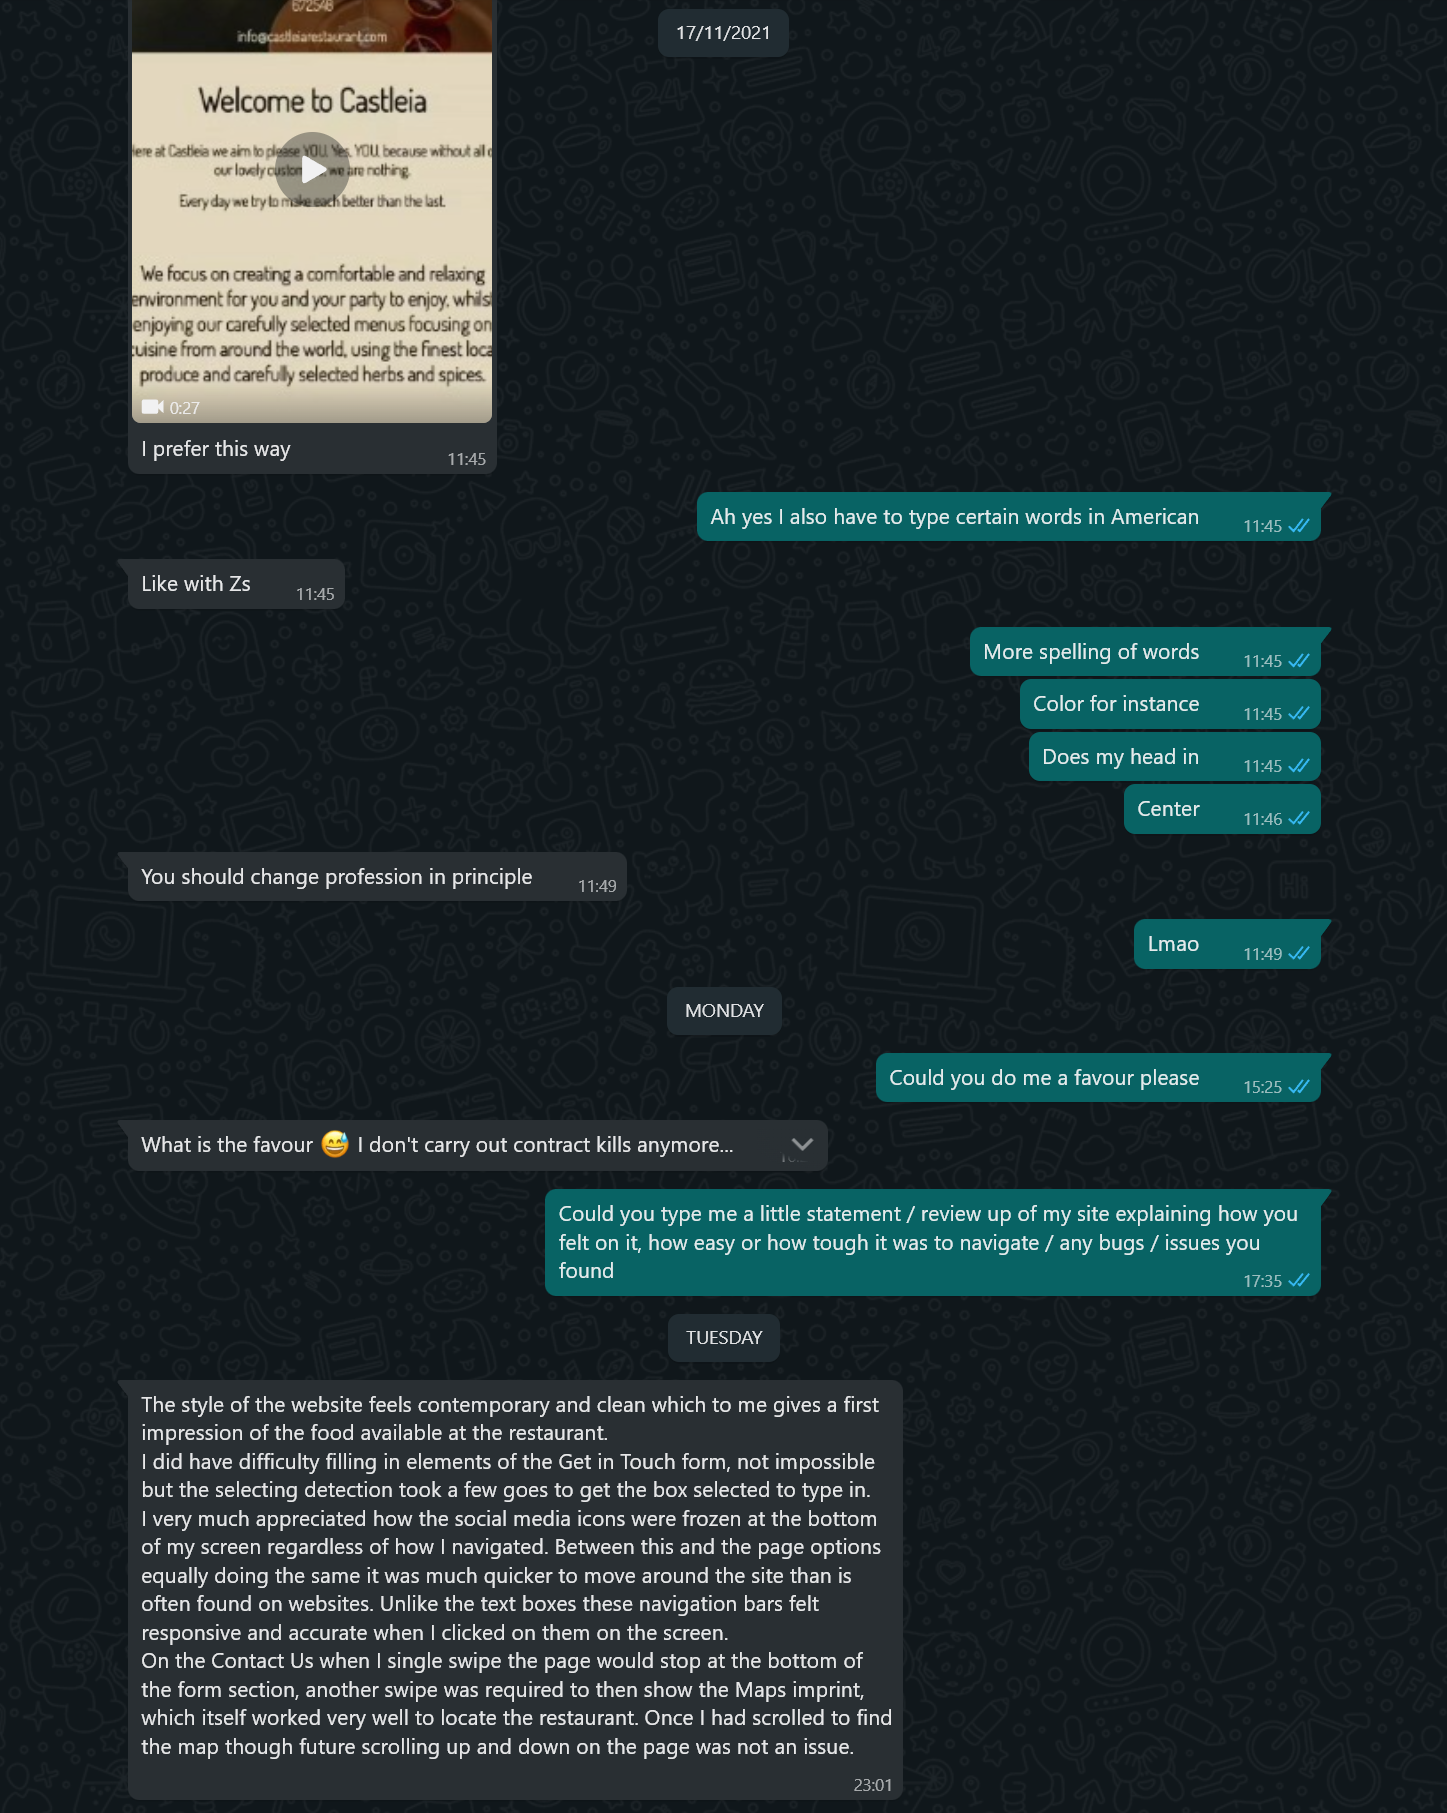 672548
info@castleiarestaurant.com
17/11/2021
Welcome to Castleia
Here at Castleia we aim to please YOU. Yes, YOU, because without all o
our lovely custom we are nothing.
Every day we try to make each better than the last.
We focus on creating a comfortable and relaxing
environment for you and your party to enjoy, whils
enjoying our carefully selected menus focusing on
uisine from around the world, using the finest loca
produce and carefully selected herbs and spices.
0:27
I prefer this way
11:45
Ah yes I also have to type certain words in American
11:45
Like with Zs
11:45
More spelling of words
11:45
Color for instance
11:45
Does my head in
11:45
Center
11:46
You should change profession in principle
11:49
Lmao
11:49
MONDAY
Could you do me a favour please
15:25
What is the favour 😅 I don't carry out contract kills anymore...
Could you type me a little statement / review up of my site explaining how you
felt on it, how easy or how tough it was to navigate / any bugs / issues you
found
17:35
TUESDAY
The style of the website feels contemporary and clean which to me gives a first
impression of the food available at the restaurant.
I did have difficulty filling in elements of the Get in Touch form, not impossible
but the selecting detection took a few goes to get the box selected to type in.
I very much appreciated how the social media icons were frozen at the bottom
of my screen regardless of how I navigated. Between this and the page options
equally doing the same it was much quicker to move around the site than is
often found on websites. Unlike the text boxes these navigation bars felt
responsive and accurate when I clicked on them on the screen.
On the Contact Us when I single swipe the page would stop at the bottom of
the form section, another swipe was required to then show the Maps imprint,
which itself worked very well to locate the restaurant. Once I had scrolled to find
the map though future scrolling up and down on the page was not an issue.
23:01